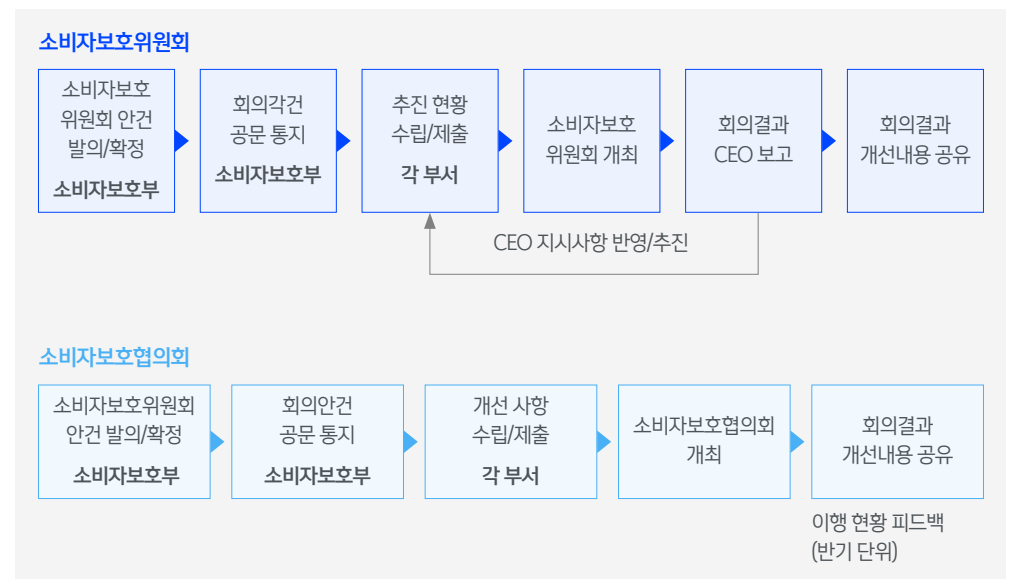 소비자보호위원회
소비자보호
위원회 안건
발의/확정
소비자보호부
회의각건
공문 통지
소비자보호부
추진 현황
수립/제출
각 부서
소비자보호
위원회 개최
회의결과
CEO 보고
회의결과
개선내용 공유
CEO 지시사항 반영/추진
소비자보호협의회
소비자보호위원회
안건 발의/확정
소비자보호부
회의안건
공문 통지
소비자보호부
개선 사항
수립/제출
각 부서
소비자보호협의회
개최
회의결과
개선내용 공유
이행 현황 피드백
(반기 단위)